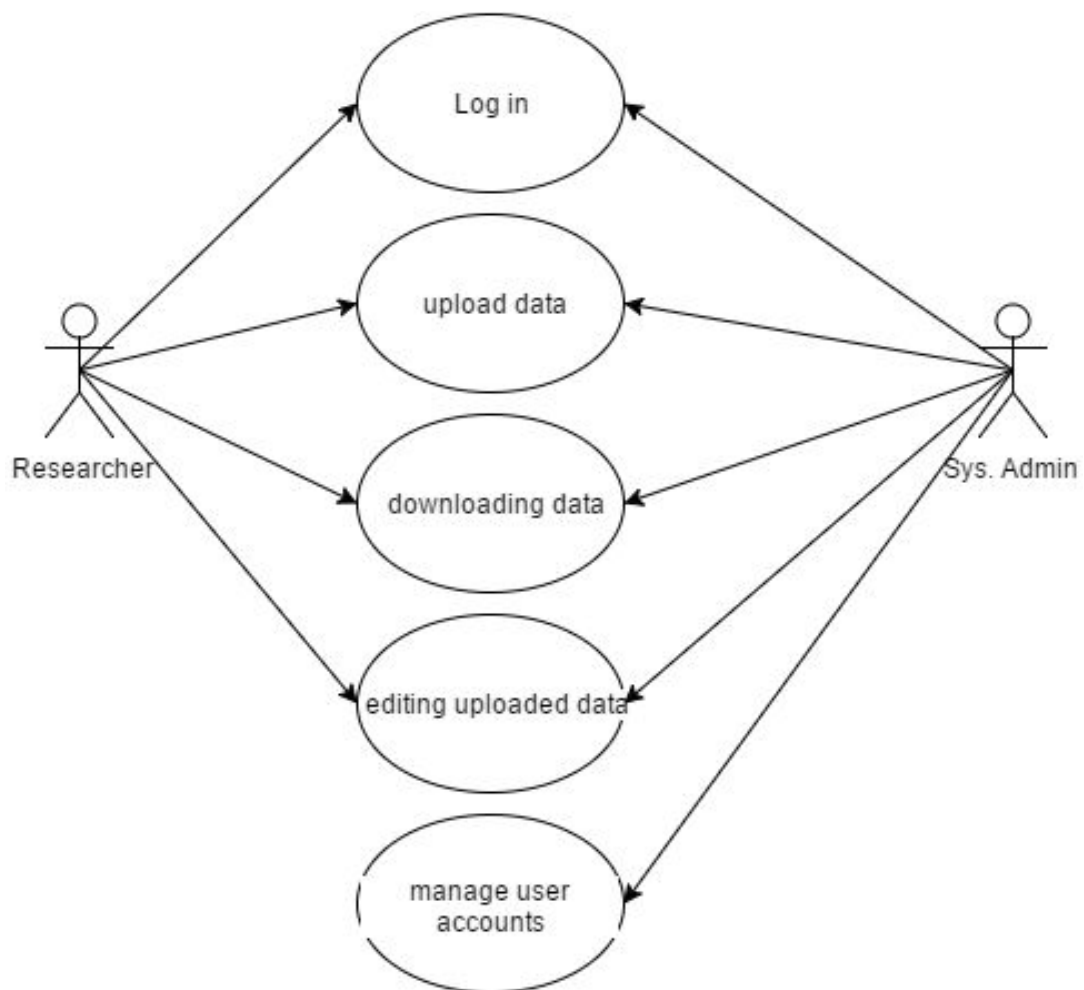 Log in
upload data
Researcher
Sys. Admin
downloading data
editing uploaded data
manage user
accounts